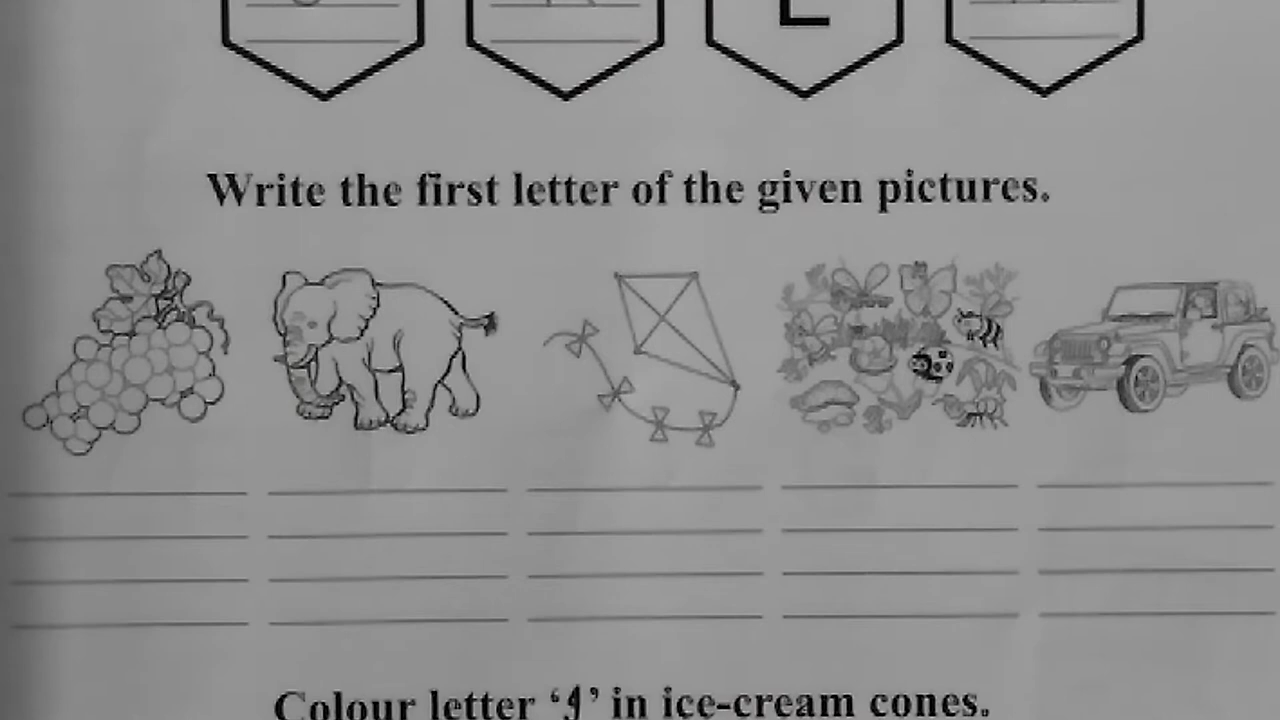 L
Write the first letter of the given pictures.
Colour letter ‘I’ in ice-cream cones.